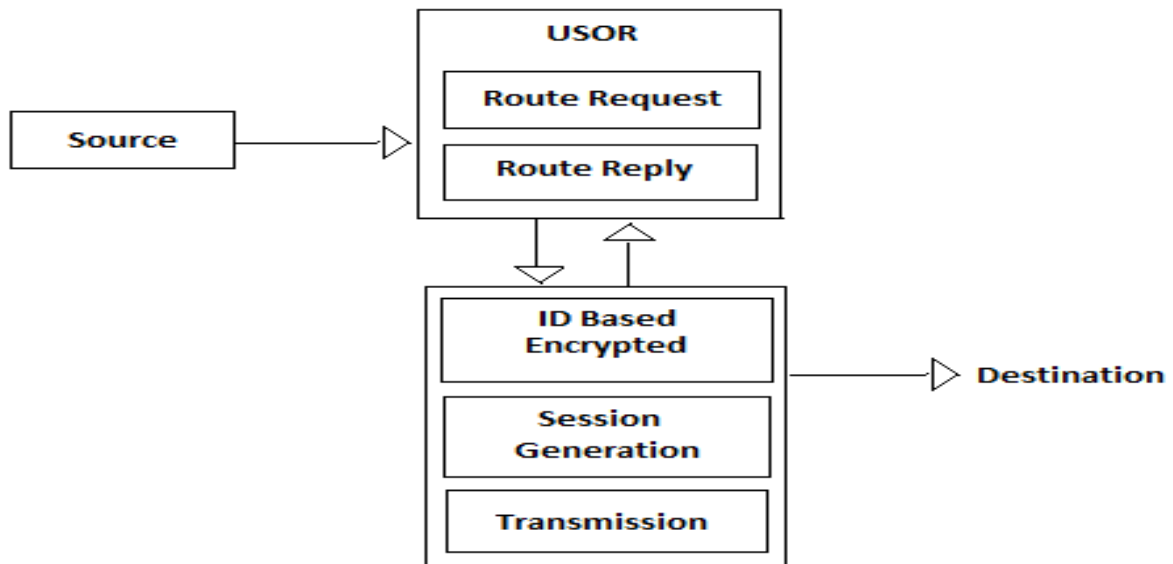 USOR
Route Request
Source
Route Reply
ID Based
Encrypted
Destination
Session
Generation
Transmission